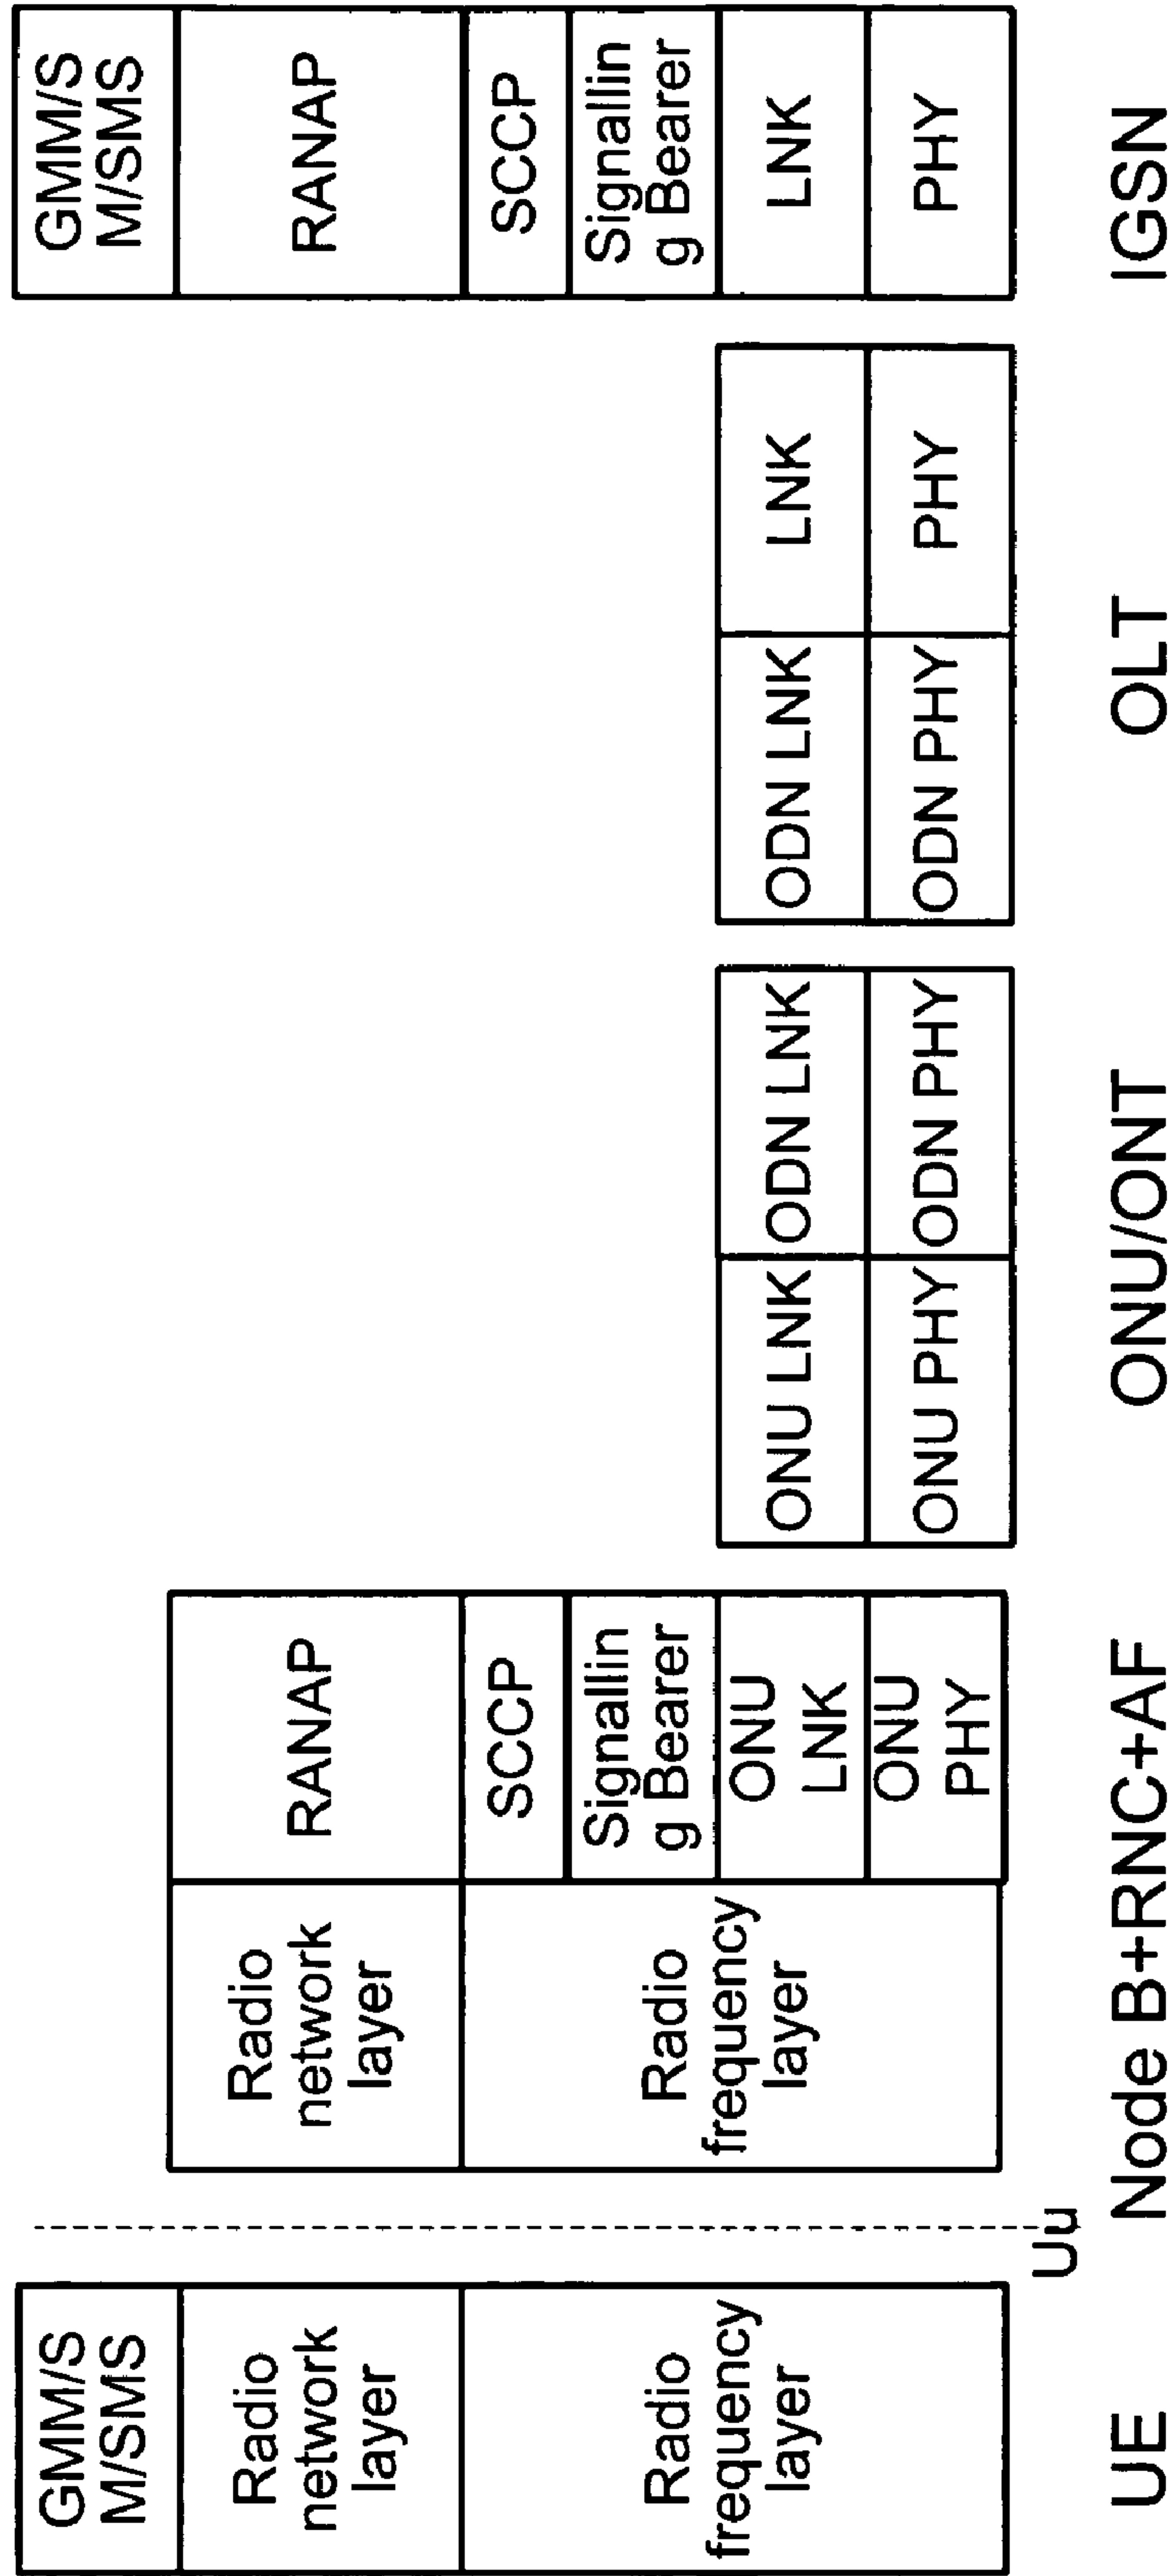 GMM/S
M/SMS
Radio
network
layer
Radio
frequency
layer
UE
Uu
Radio
network
layer
Radio
frequency
layer
RANAP
SCCP
Signallin
g Bearer
ONU
LNK
ONU
PHY
Node B+RNC+AF
ONU LNK
ODN LNK
ONU PHY
ODN PHY
ONU/ONT
ODN LNK
LNK
ODN PHY
PHY
OLT
GMM/S
M/SMS
RANAP
SCCP
Signallin
g Bearer
LNK
PHY
IGSN